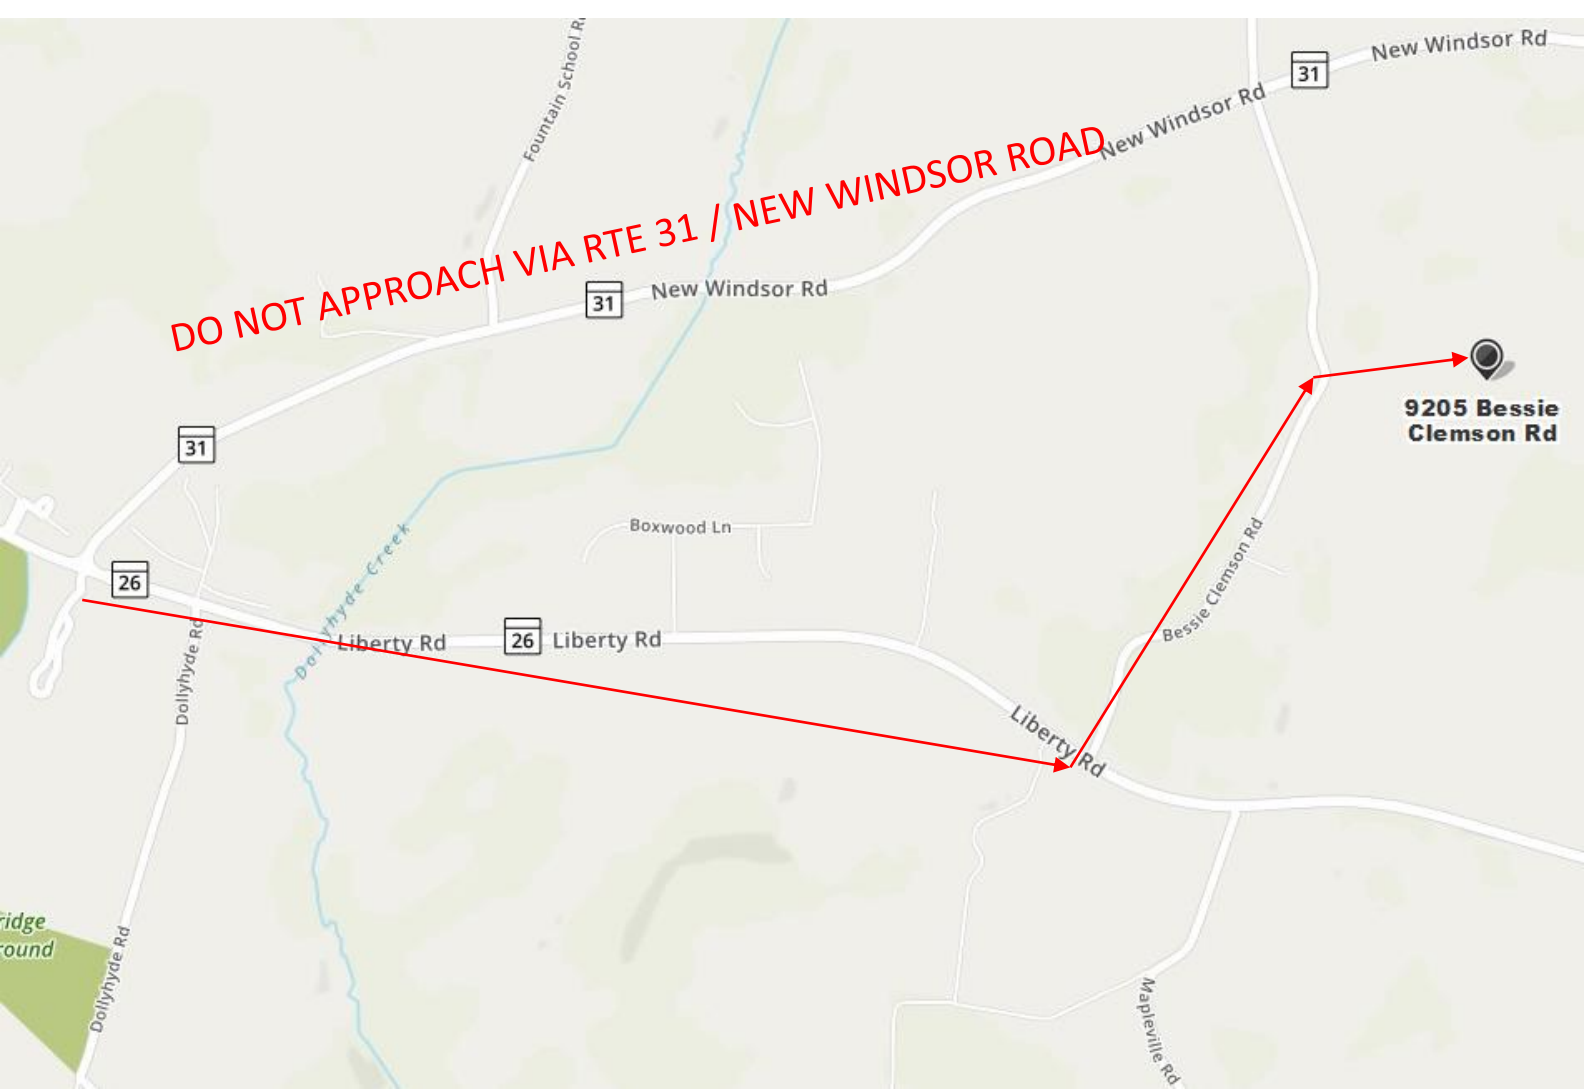 Fountain School R
New Windsor Rd
31
New Windsor Rd
DO NOT APPROACH VIA RTE 31 / NEW WINDSOR ROAD
31
New Windsor Rd
9205 Bessie
Clemson Rd
31
Boxwood Ln
Dollyhyde Creek
Bessie Clemson Rd
26
Liberty Rd
26
Liberty Rd
Dollyhyde Rd
Liberty Rd
ridge
round
Dollyhyde Rd
Mapleville Rd